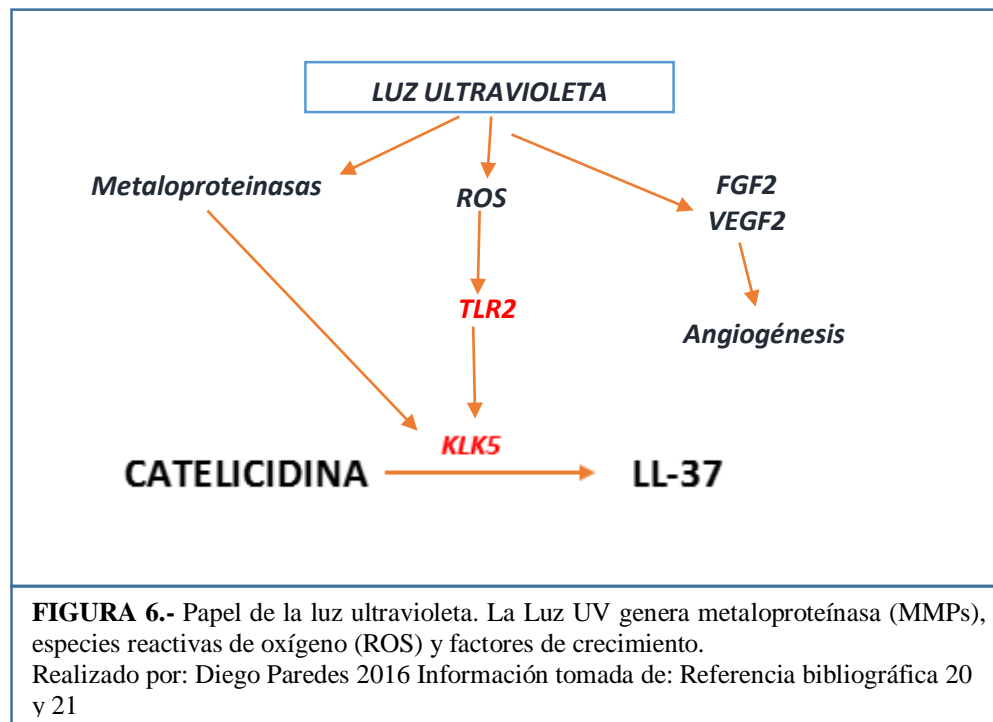 LUZ ULTRAVIOLETA
Metaloproteinasas
ROS
FGF2
VEGF2
TLR2
Angiogénesis
KLK5
CATELICIDINA
LL-37
FIGURA 6.- Papel de la luz ultravioleta. La Luz UV genera metaloproteínasa (MMPs),
especies reactivas de oxígeno (ROS) y factores de crecimiento.
Realizado por: Diego Paredes 2016 Información tomada de: Referencia bibliográfica 20
y 21